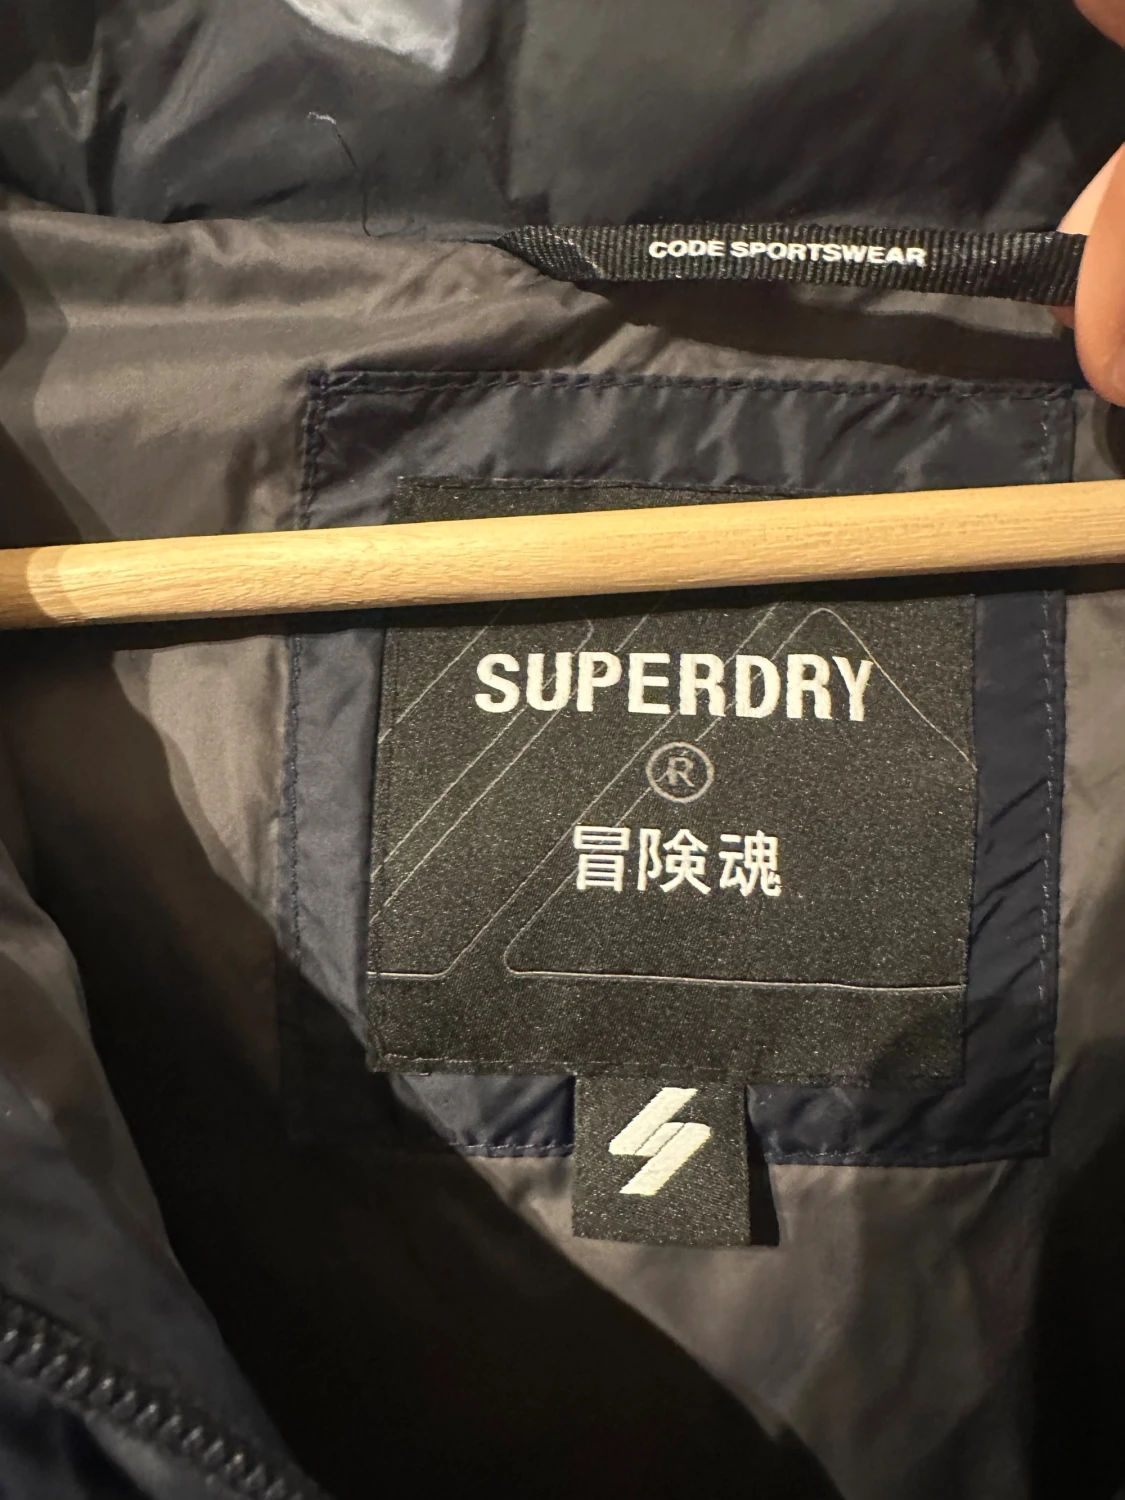 CODE SPORTSWEAR
SUPERDRY
®
冒険魂